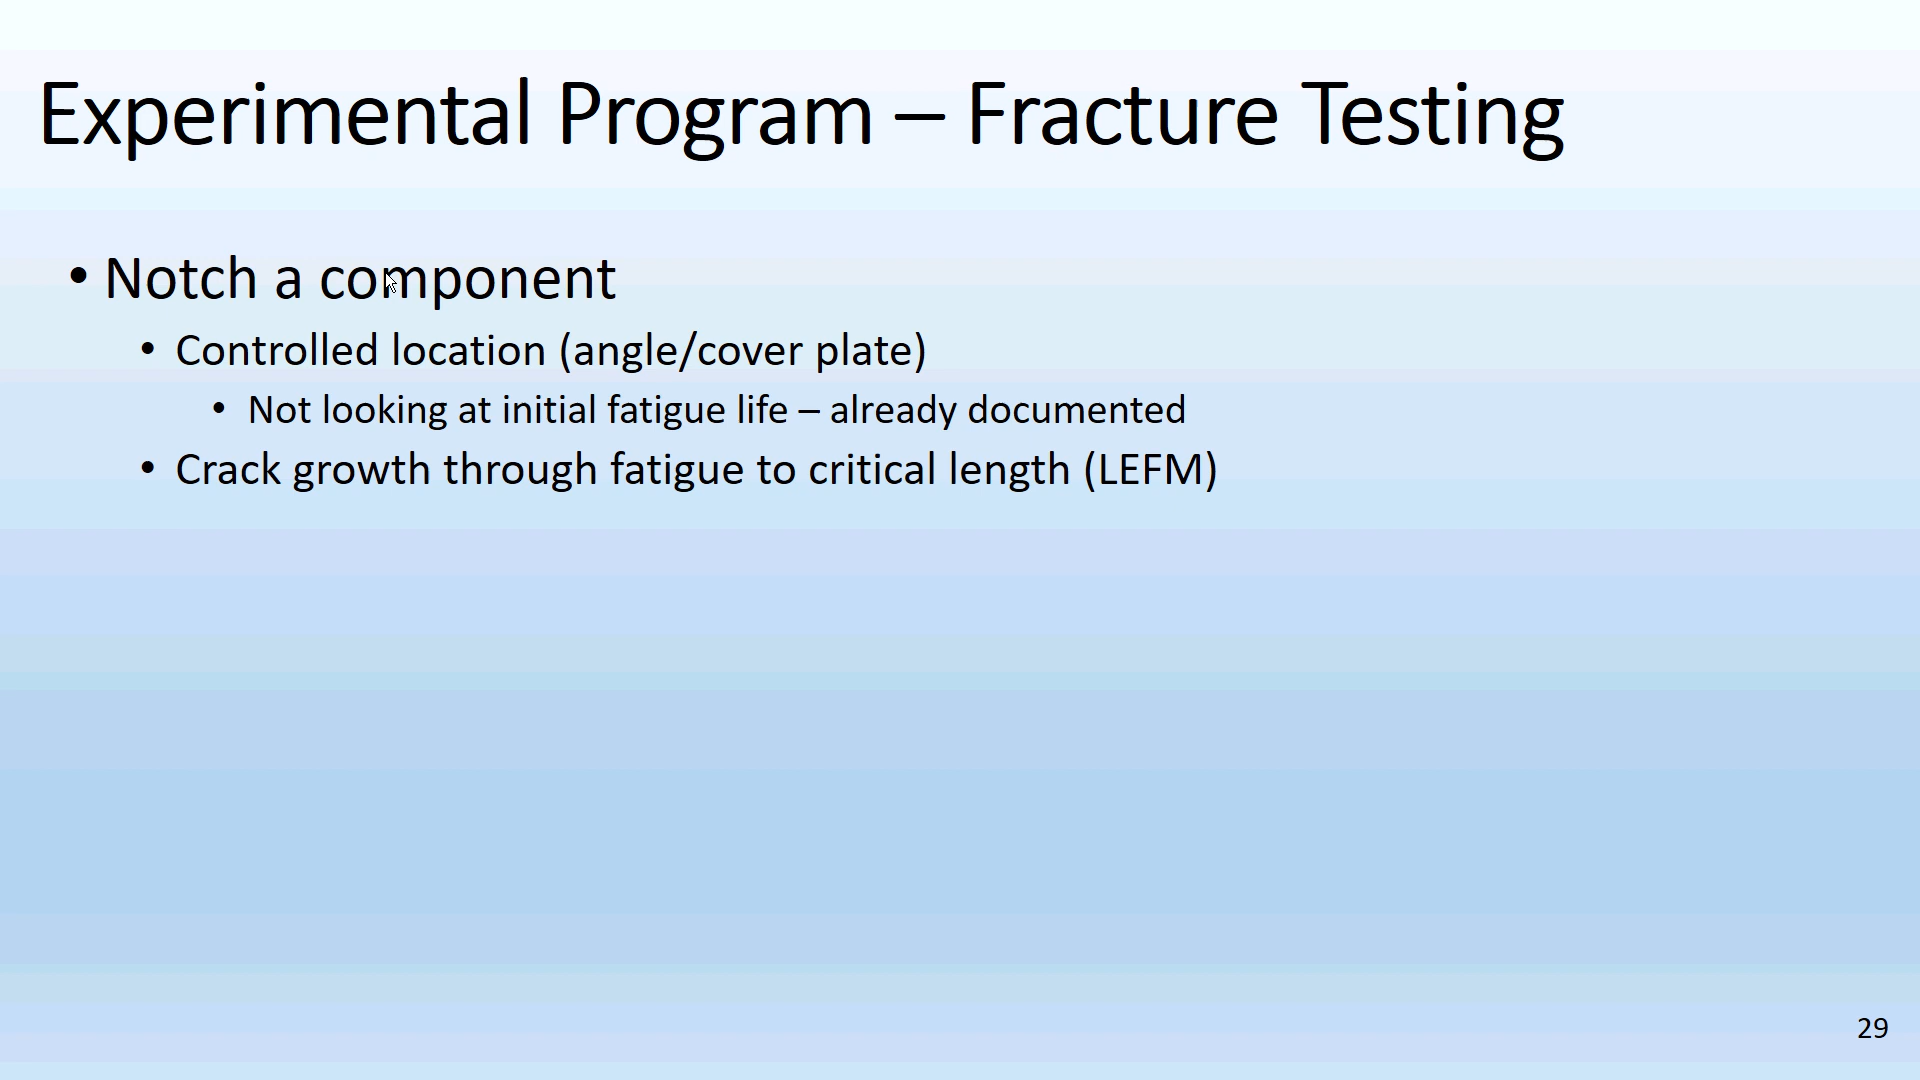 Experimental Program – Fracture Testing
• Notch a component
• Controlled location (angle/cover plate)
• Not looking at initial fatigue life – already documented
• Crack growth through fatigue to critical length (LEFM)
29